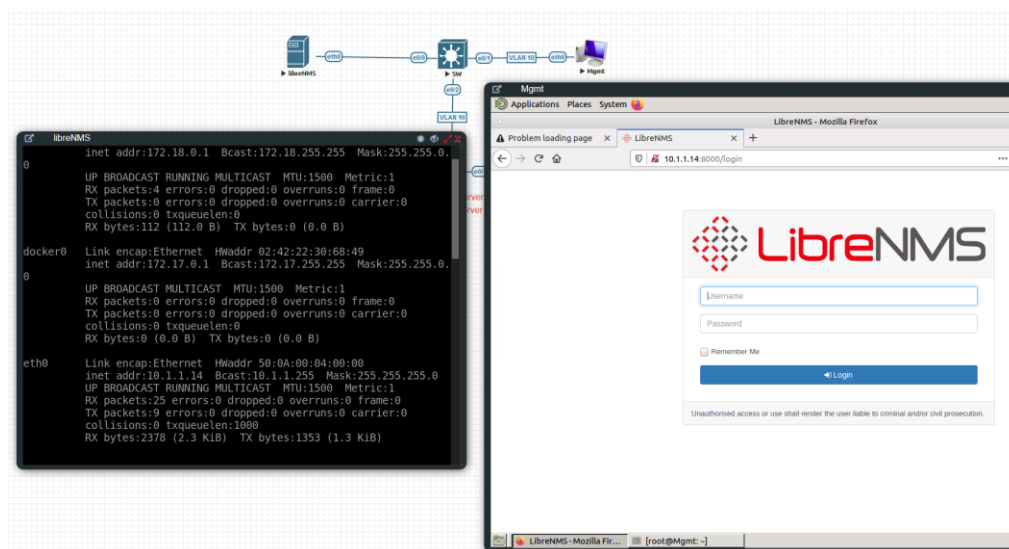 eth0
e0/0
e0/1
VLAN 10
eth0
libreNMS
SW
Mgmt
e0/2
VLAN 10
libreNMS
inet addr:172.18.0.1 Bcast:172.18.255.255 Mask:255.255.0.
0
UP BROADCAST RUNNING MULTICAST MTU:1500 Metric:1
RX packets:4 errors:0 dropped:0 overruns:0 frame:0
TX packets:0 errors:0 dropped:0 overruns:0 carrier:0
collisions:0 txqueuelen:0
RX bytes:112 (112.0 B) TX bytes:0 (0.0 B)
docker0 Link encap:Ethernet HWaddr 02:42:22:30:68:49
inet addr:172.17.0.1 Bcast:172.17.255.255 Mask:255.255.0.
0
UP BROADCAST MULTICAST MTU:1500 Metric:1
RX packets:0 errors:0 dropped:0 overruns:0 frame:0
TX packets:0 errors:0 dropped:0 overruns:0 carrier:0
collisions:0 txqueuelen:0
RX bytes:0 (0.0 B) TX bytes:0 (0.0 B)
eth0 Link encap:Ethernet HWaddr 50:0A:00:04:00:00
inet addr:10.1.1.14 Bcast:10.1.1.255 Mask:255.255.255.0
UP BROADCAST RUNNING MULTICAST MTU:1500 Metric:1
RX packets:25 errors:0 dropped:0 overruns:0 frame:0
TX packets:9 errors:0 dropped:0 overruns:0 carrier:0
collisions:0 txqueuelen:1000
RX bytes:2378 (2.3 KiB) TX bytes:1353 (1.3 KiB)
Mgmt
Applications Places System
LibreNMS - Mozilla Firefox
Problem loading page
LibreNMS
10.1.1.14:8000/login
LibreNMS
Username
Password
Remember Me
Login
Unauthorised access or use shall render the user liable to criminal and/or civil prosecution.
LibreNMS - Mozilla Fir...
[root@Mgmt: ~]